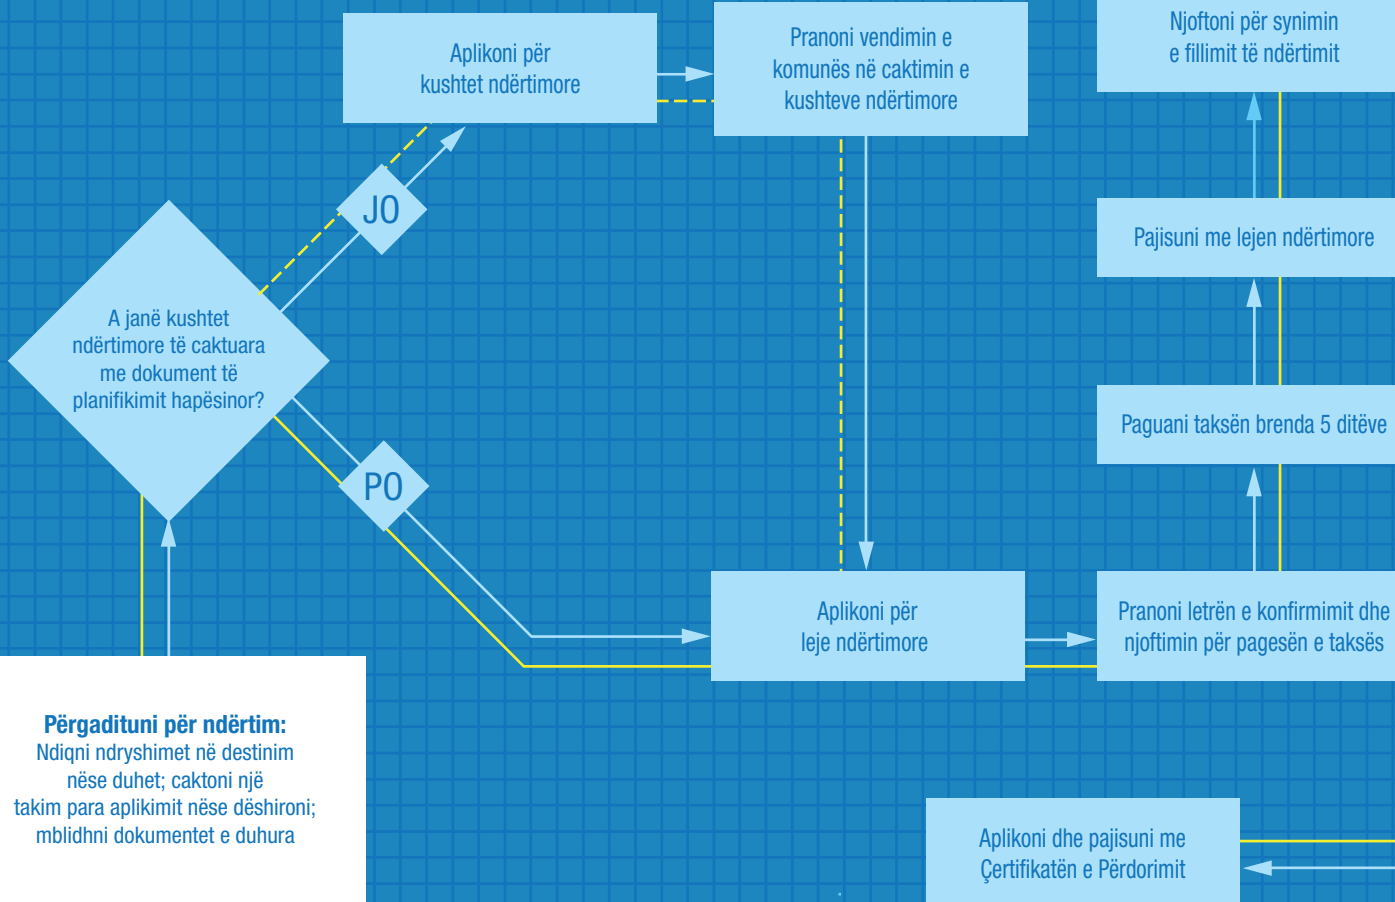 Aplikoni për
kushtet ndërtimore
Pranoni vendimin e
komunës në caktimin e
kushteve ndërtimore
Njoftoni për synimin
e fillimit të ndërtimit
JO
Pajisuni me lejen ndërtimore
A janë kushtet
ndërtimore të caktuara
me dokument të
planifikimit hapësinor?
Paguani taksën brenda 5 ditëve
PO
Aplikoni për
leje ndërtimore
Pranoni letrën e konfirmimit dhe
njoftimin për pagesën e taksës
Përgadituni për ndërtim:
Ndiqni ndryshimet në destinim
nëse duhet; caktoni një
takim para aplikimit nëse dëshironi;
mblidhni dokumentet e duhura
Aplikoni dhe pajisuni me
Çertifikatën e Përdorimit